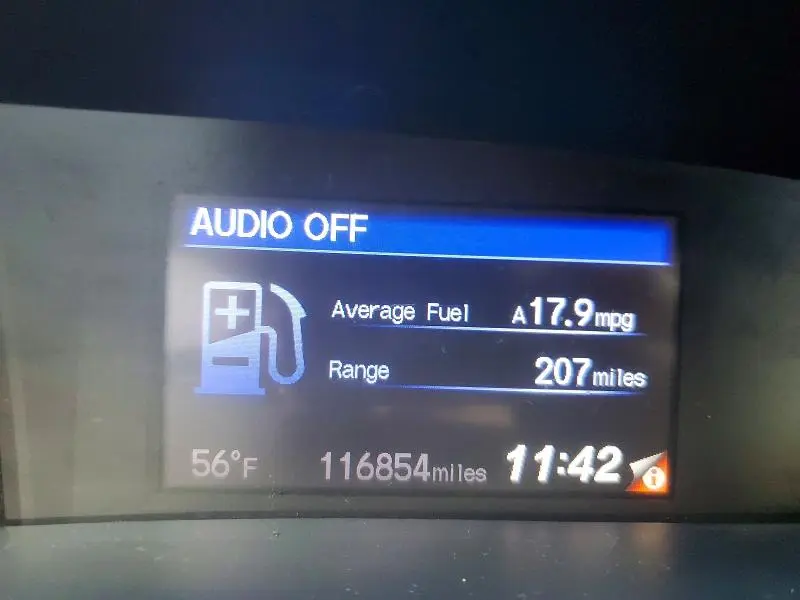 AUDIO OFF
Average Fuel A17.9mpg
Range 207miles
56°F 116854miles 11:42 i